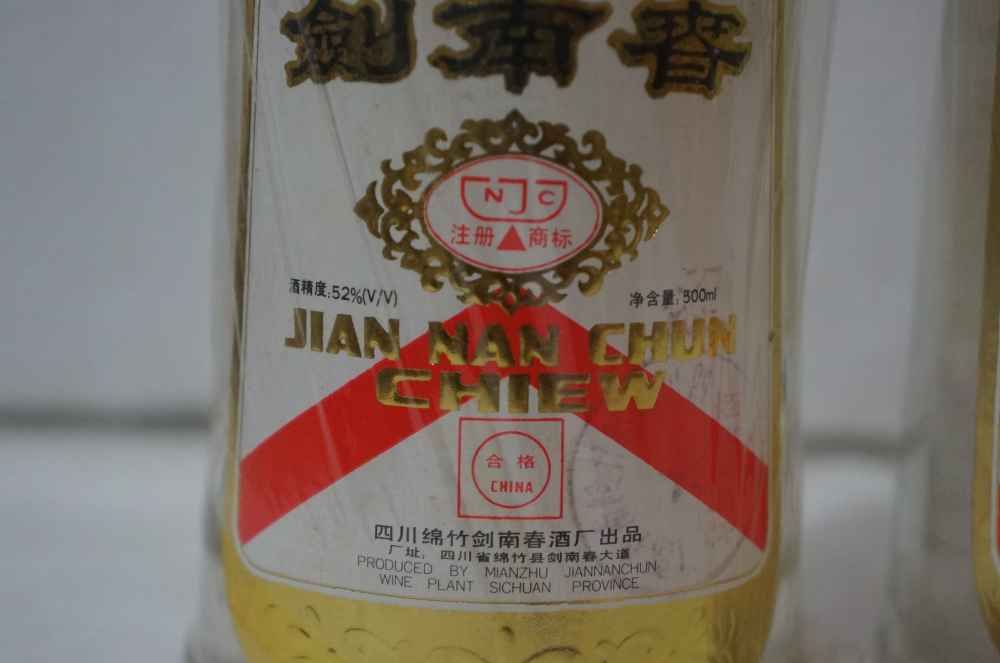 劍南春
NJC
注册 商标
酒精度:52%(V/V)
净含量:500ml
JIAN NAN CHUN
CHIEW
合格
CHINA
四川绵竹剑南春酒厂出品
厂址：四川省绵竹县剑南春大道
PRODUCED BY MIANZHU JIANNANCHUN
WINE PLANT SICHUAN PROVINCE